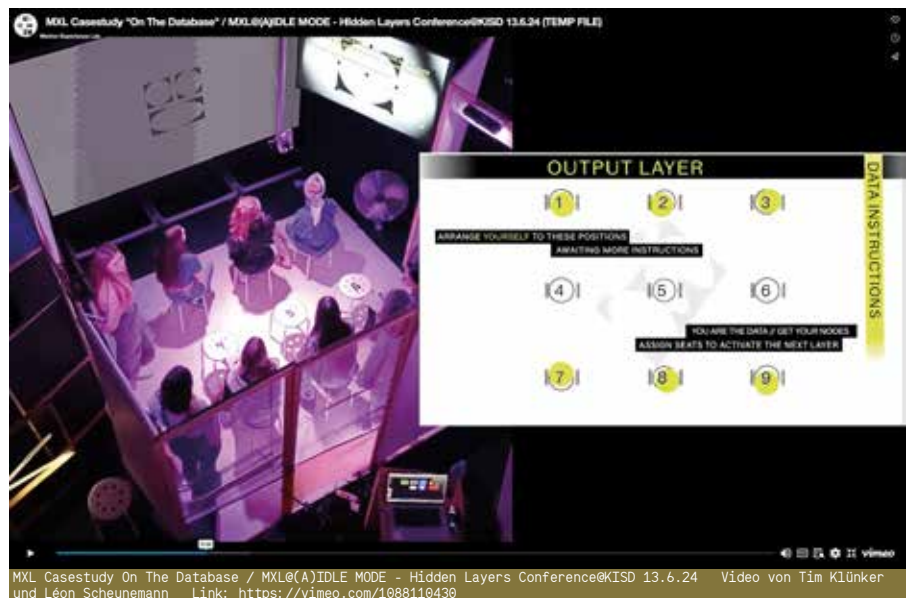 MXL Casestudy "On The Database" / MXL@(A)IDLE MODE - Hidden Layers Conference@KISD 13.6.24 (TEMP FILE)
OUTPUT LAYER
DATA INSTRUCTIONS
1 2 3
ARRANGE YOURSELF TO THESE POSITIONS
AWAITING MORE INSTRUCTIONS
4 5 6
YOU ARE THE DATA // GET YOUR NODES
ASSIGN SEATS TO ACTIVATE THE NEXT LAYER
7 8 9
vimeo
MXL Casestudy On The Database / MXL@(A)IDLE MODE - Hidden Layers Conference@KISD 13.6.24 Video von Tim Klünker
und Léon Scheunemann Link: https://vimeo.com/1088110430